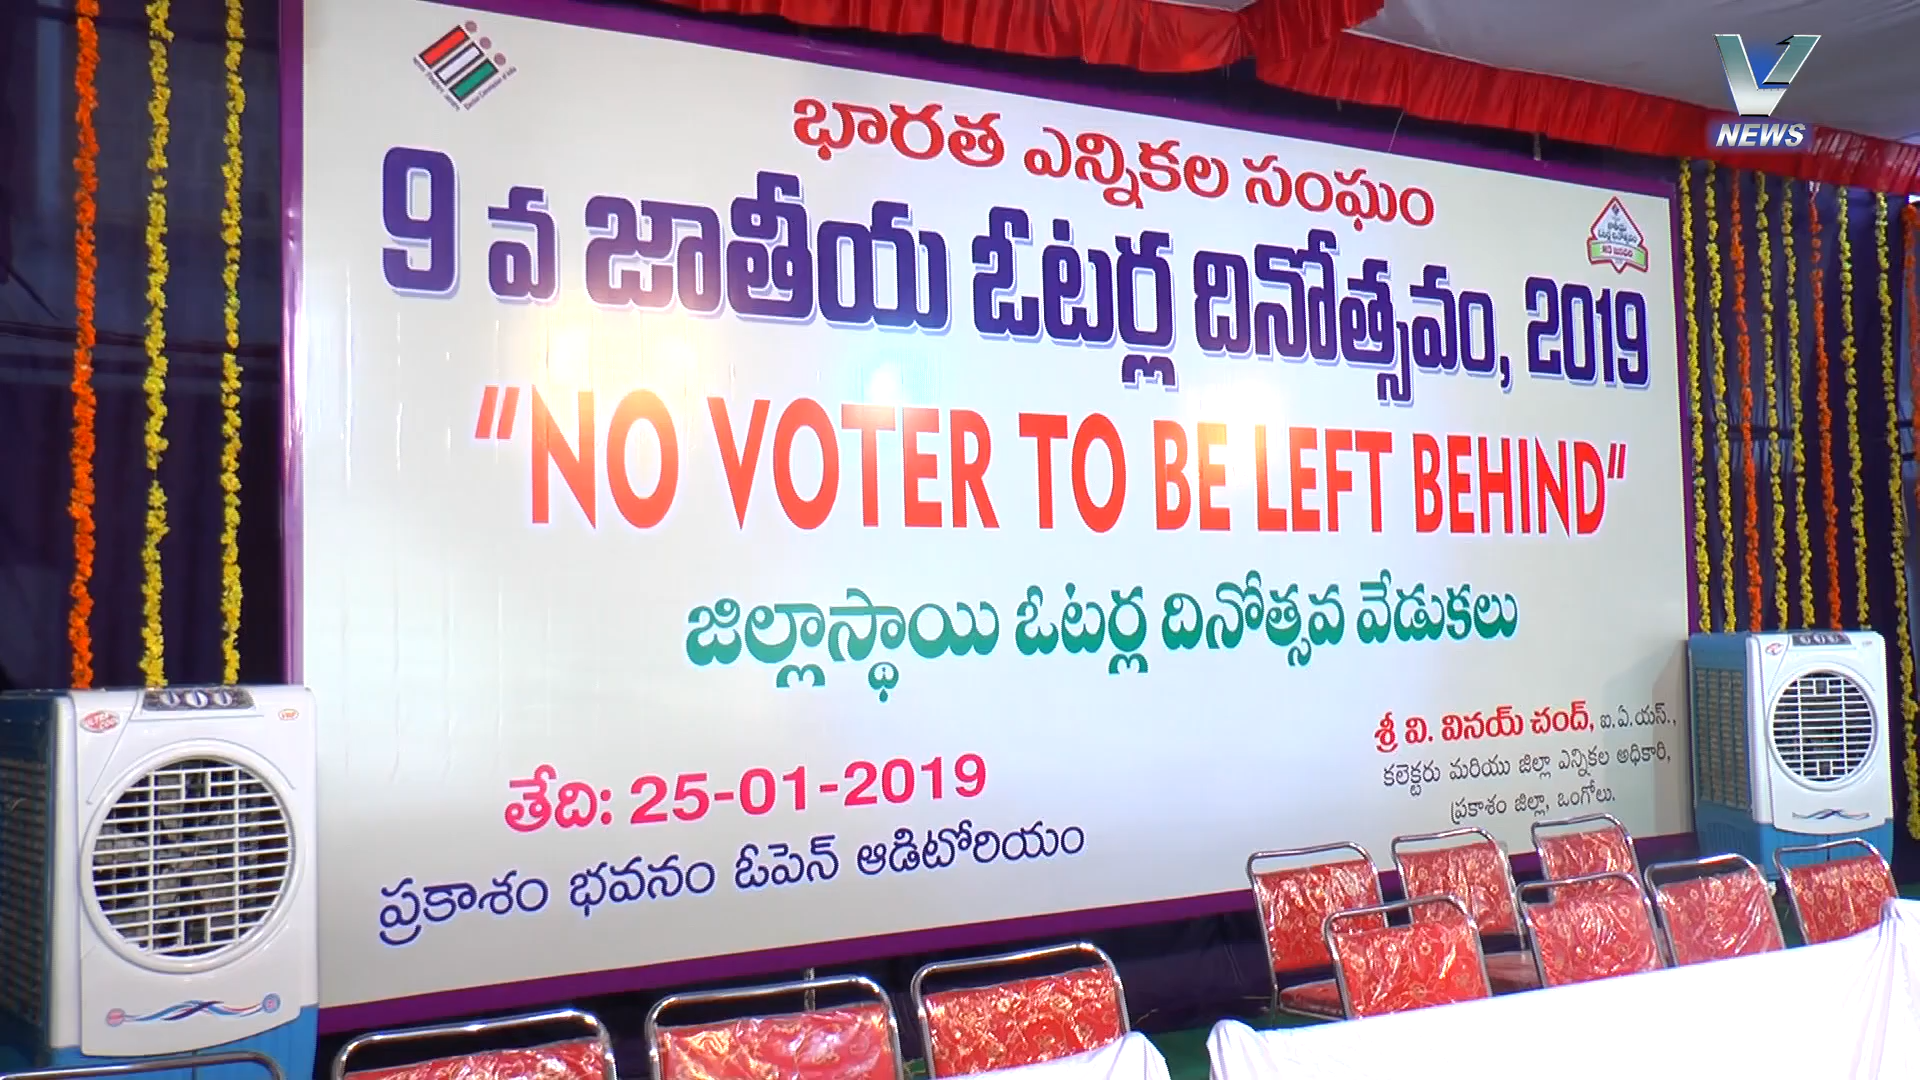 V1
NEWS
భారత ఎన్నికల సంఘం
9 వ జాతీయ ఓటర్ల దినోత్సవం, 2019
"NO VOTER TO BE LEFT BEHIND"
జిల్లాస్థాయి ఓటర్ల దినోత్సవ వేడుకలు
శ్రీ వి. వినయ్ చంద్, ఐ.ఏ.యస్.,
కలెక్టరు మరియు జిల్లా ఎన్నికల అధికారి,
ప్రకాశం జిల్లా, ఒంగోలు.
తేది: 25-01-2019
ప్రకాశం భవనం ఓపెన్ ఆడిటోరియం